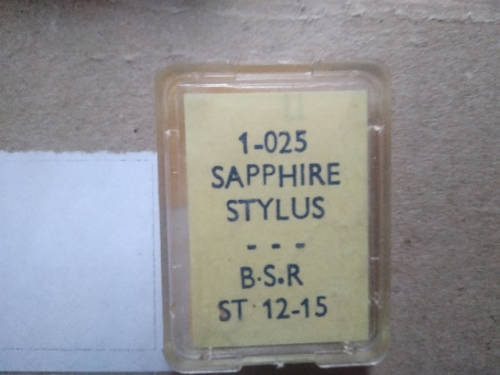 1-025
SAPPHIRE
STYLUS
- - -
B.S.R
ST 12-15